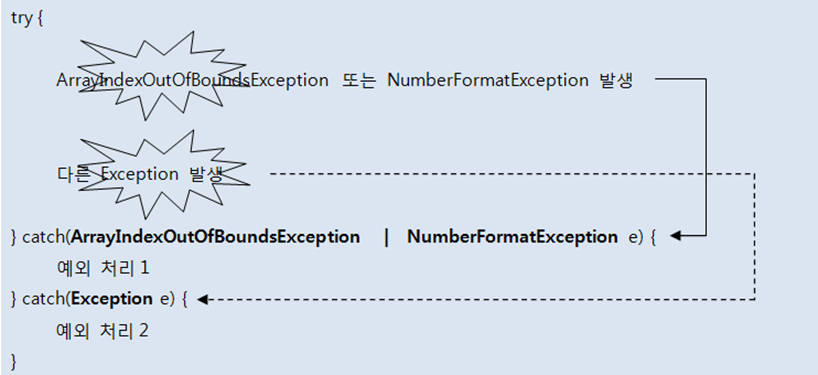 try {
ArrayIndexOutOfBoundsException 또는 NumberFormatException 발생
다른 Exception 발생
} catch(ArrayIndexOutOfBoundsException | NumberFormatException e) {
예외 처리 1
} catch(Exception e) {
예외 처리 2
}